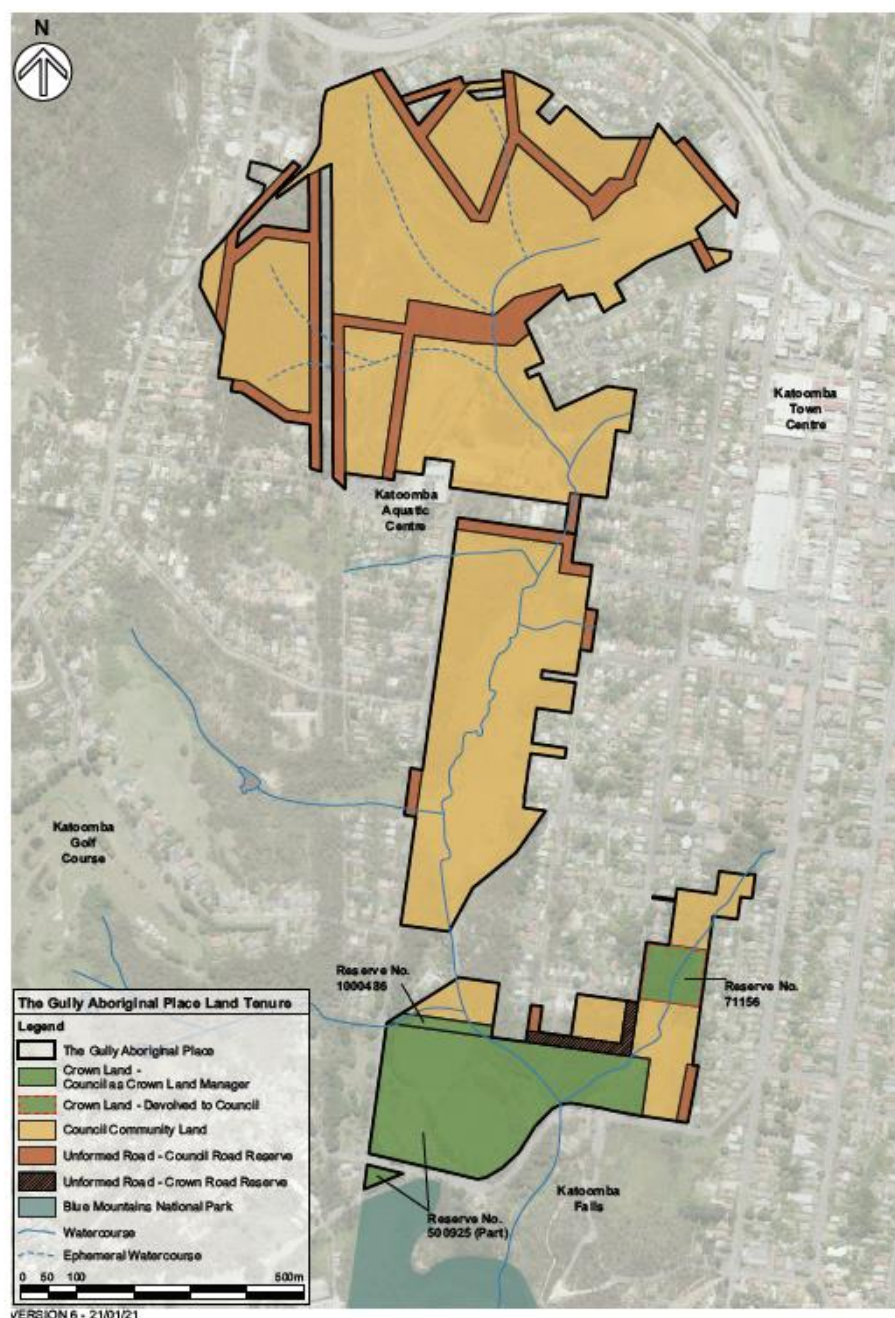 N
Katoomba
Town
Centre
Katoomba
Aquatic
Centre
Katoomba
Golf
Course
Reserve No.
1000486
Reserve No.
71156
Katoomba
Falls
Reserve No.
500925 (Part)
The Gully Aboriginal Place Land Tenure
Legend
The Gully Aboriginal Place
Crown Land -
Council as Crown Land Manager
Crown Land - Devolved to Council
Council Community Land
Unformed Road - Council Road Reserve
Unformed Road - Crown Road Reserve
Blue Mountains National Park
Watercourse
Ephemeral Watercourse
0 50 100 500m
VERSION 6 - 21/01/21